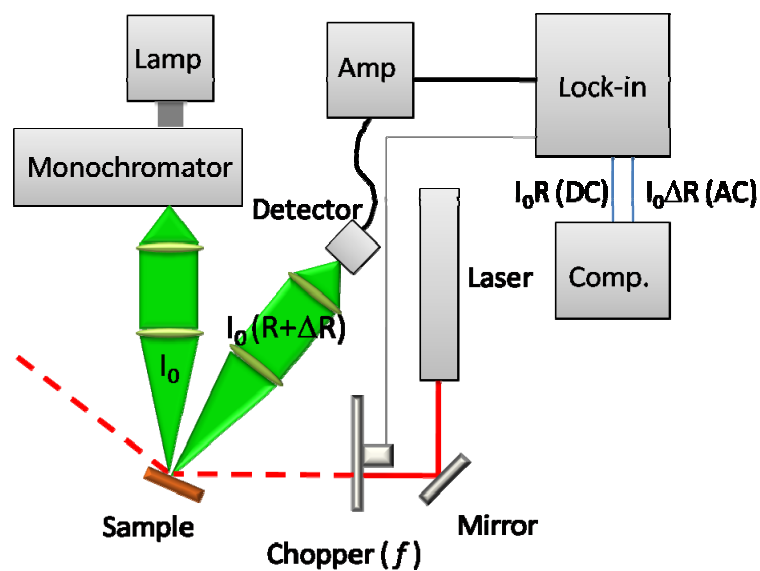 Lamp
Amp
Lock-in
Monochromator
Detector
I₀R (DC)
I₀ΔR (AC)
Laser
Comp.
I₀ (R+ΔR)
I₀
Sample
Mirror
Chopper (f)